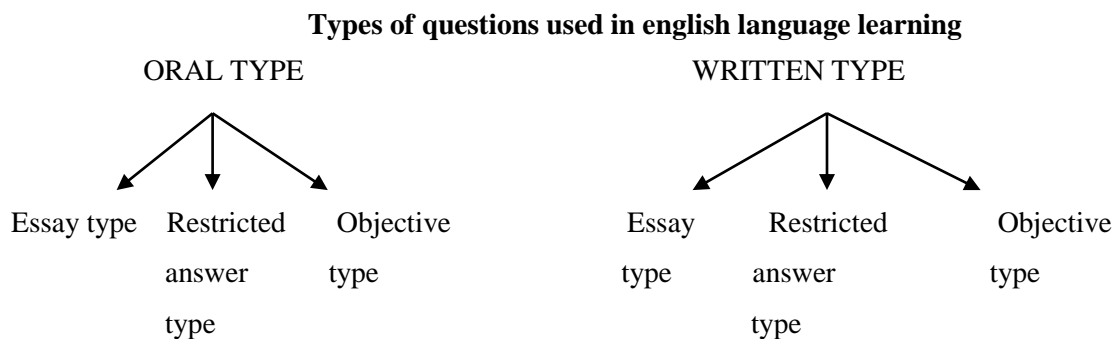 Types of questions used in english language learning
ORAL TYPE WRITTEN TYPE
Essay type Restricted Objective Essay Restricted Objective
answer type type answer type
type type